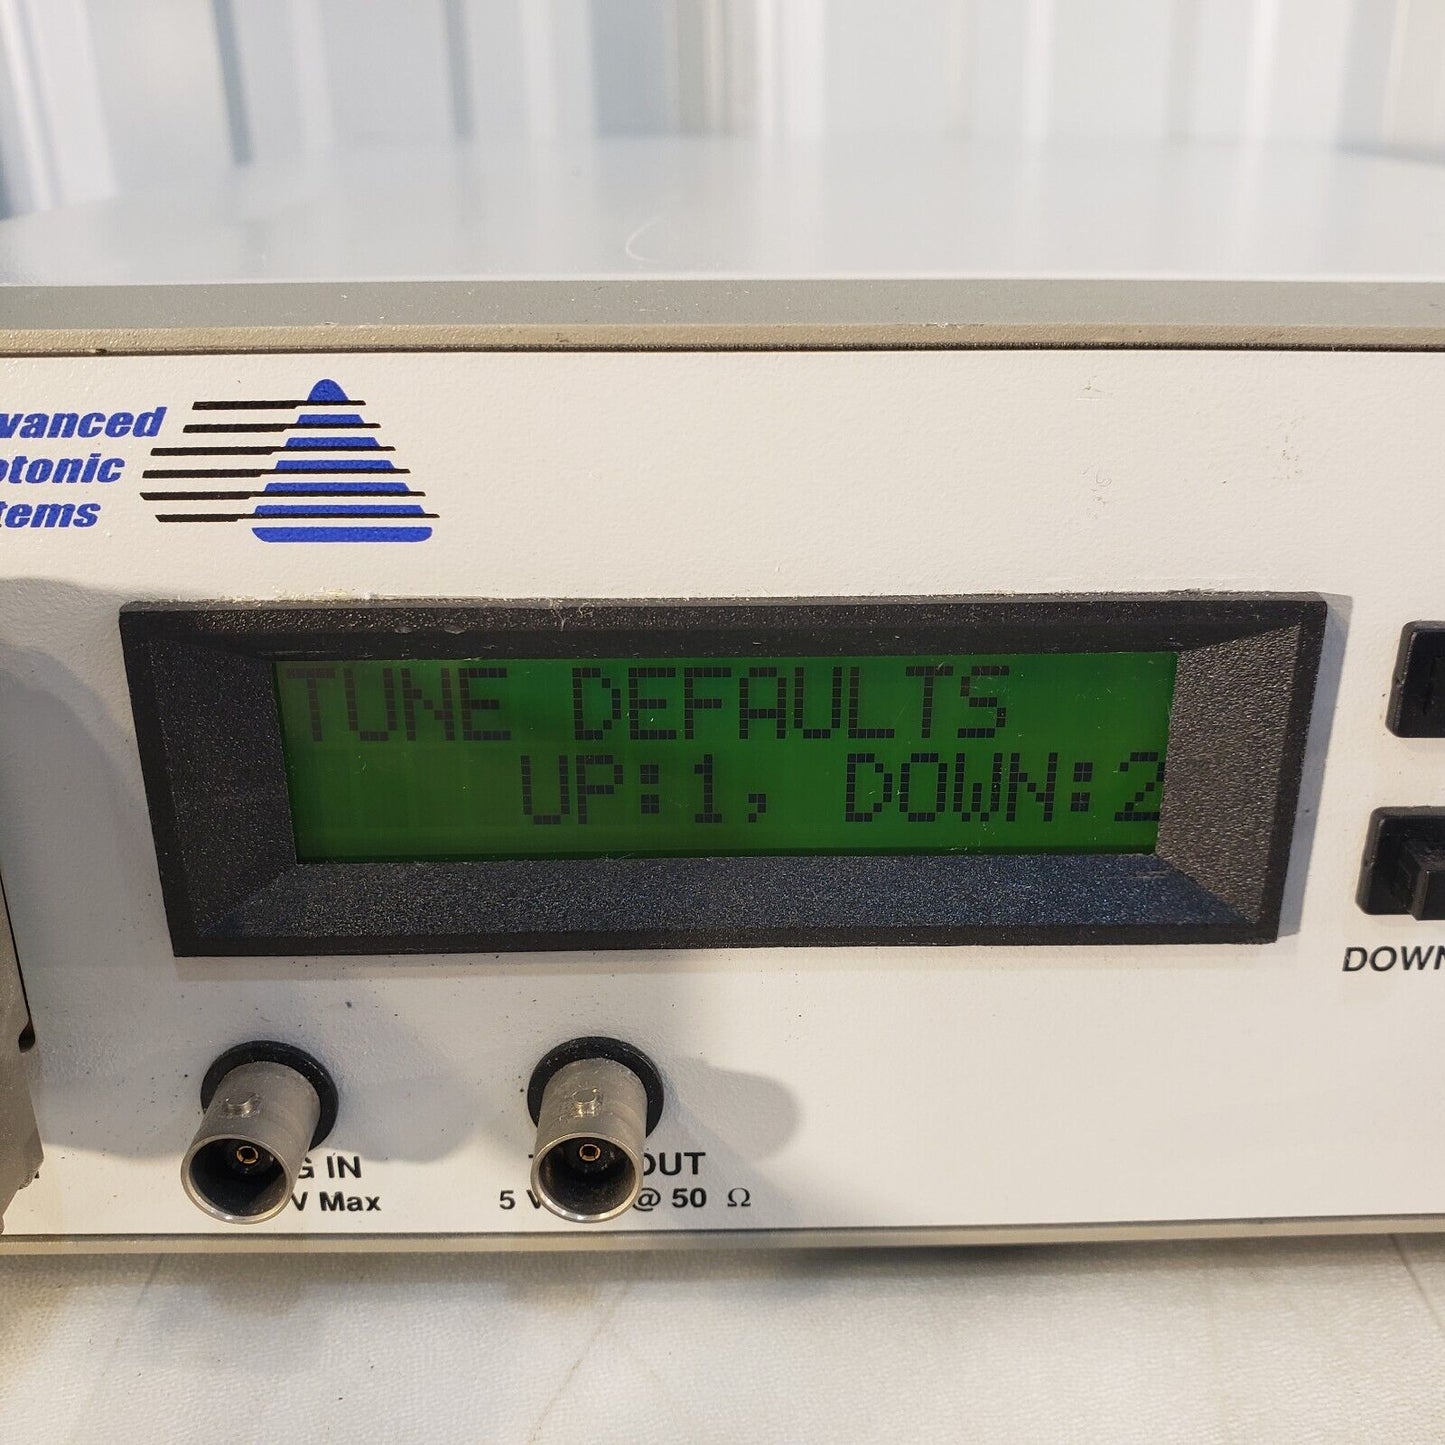 vanced
otonic
tems
TUNE DEFAULTS
UP:1, DOWN:2
DOWN
G IN
V Max
OUT
5 V @ 50 Ω